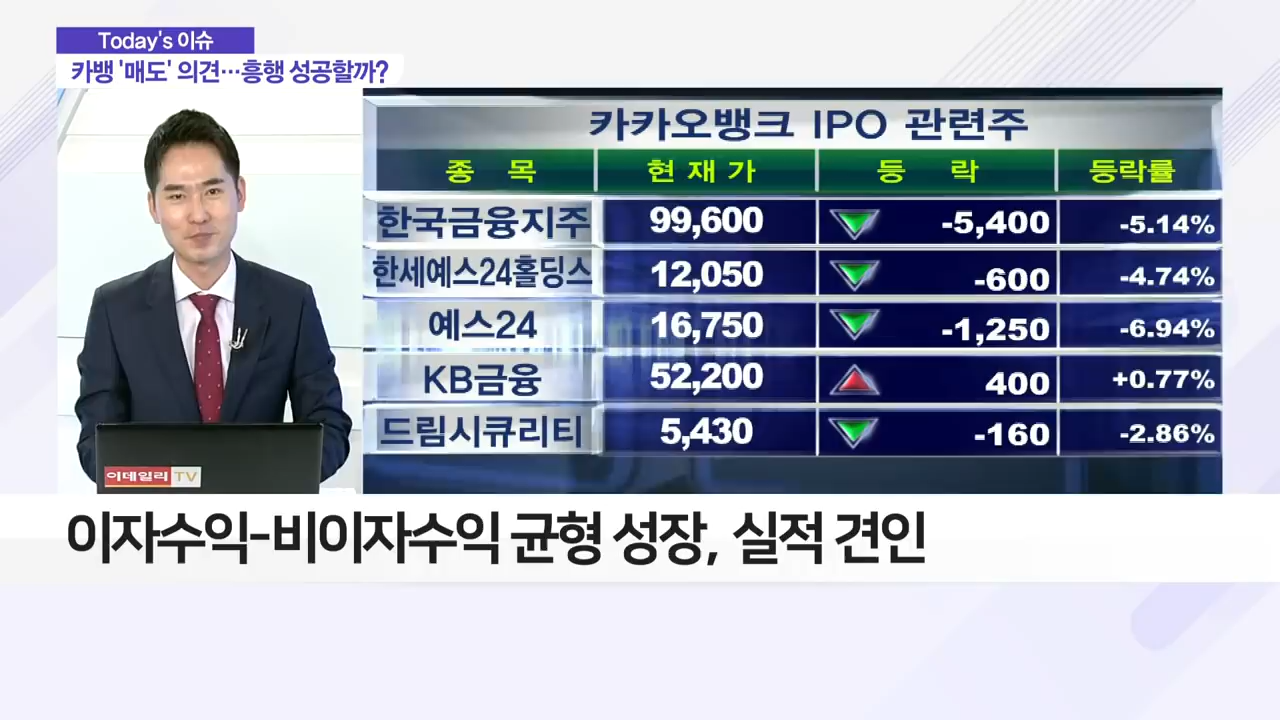 Today's 이슈
카뱅 '매도' 의견…흥행 성공할까?
카카오뱅크 IPO 관련주
종 목 현재가 등 락 등락률
한국금융지주 99,600 -5,400 -5.14%
한세예스24홀딩스 12,050 -600 -4.74%
예스24 16,750 -1,250 -6.94%
KB금융 52,200 400 +0.77%
드림시큐리티 5,430 -160 -2.86%
이데일리 TV
이자수익-비이자수익 균형 성장, 실적 견인